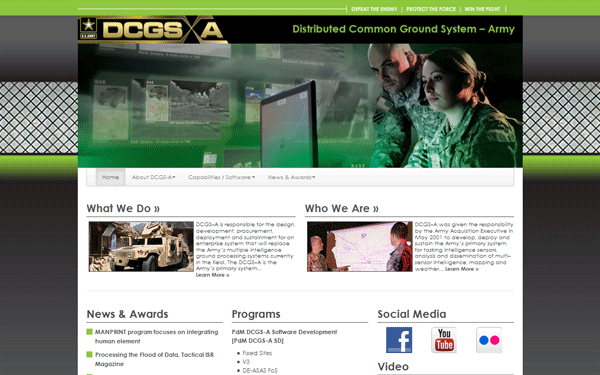 DEFEAT THE ENEMY | PROTECT THE FORCE | WIN THE FIGHT
U.S. ARMY
DCGS A
Distributed Common Ground System – Army
Home
About DCGS-A
Capabilities / Software
News & Awards
What We Do »
DCGS-A is responsible for the design,
development, procurement,
deployment and sustainment for an
enterprise system that will replace
the Army's multiple intelligence
ground processing systems currently
in the field. The DCGS-A is the
Army's primary system...
Learn More »
Who We Are »
DCGS-A was given the responsibility
by the Army Acquisition Executive in
May 2001 to develop, deploy and
sustain the Army's primary system
for tasking intelligence sensors,
analysis and dissemination of multi-
sensor intelligence, mapping and
weather... Learn More »
News & Awards
MANPRINT program focuses on integrating
human element
Processing the Flood of Data, Tactical ISR
Magazine
Programs
PdM DCGS-A Software Development
[PdM DCGS-A SD]
Fixed Sites
V3
DE-ASAS FoS
Social Media
f
You
Tube
Video